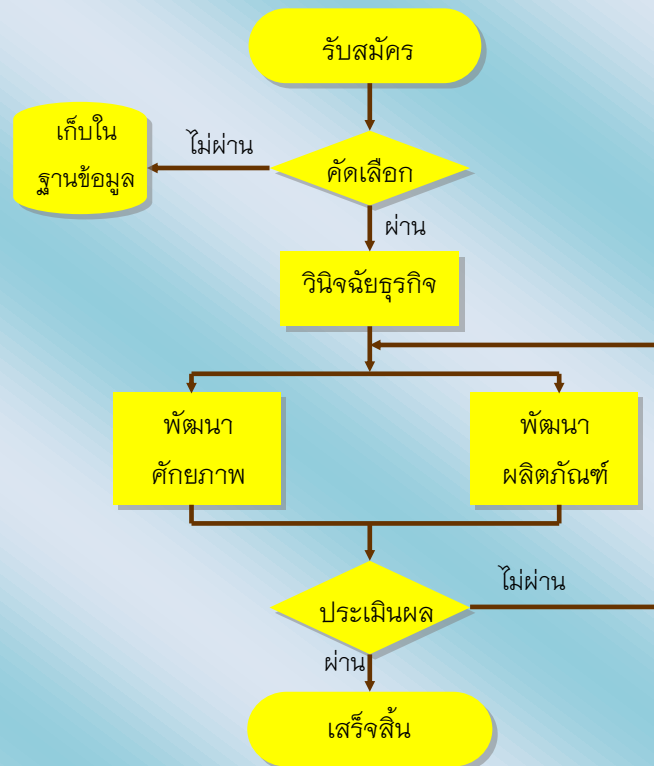 รับสมัคร
เก็บใน
ฐานข้อมูล
ไม่ผ่าน
คัดเลือก
ผ่าน
วินิจฉัยธุรกิจ
พัฒนา
ศักยภาพ
พัฒนา
ผลิตภัณฑ์
ไม่ผ่าน
ประเมินผล
ผ่าน
เสร็จสิ้น